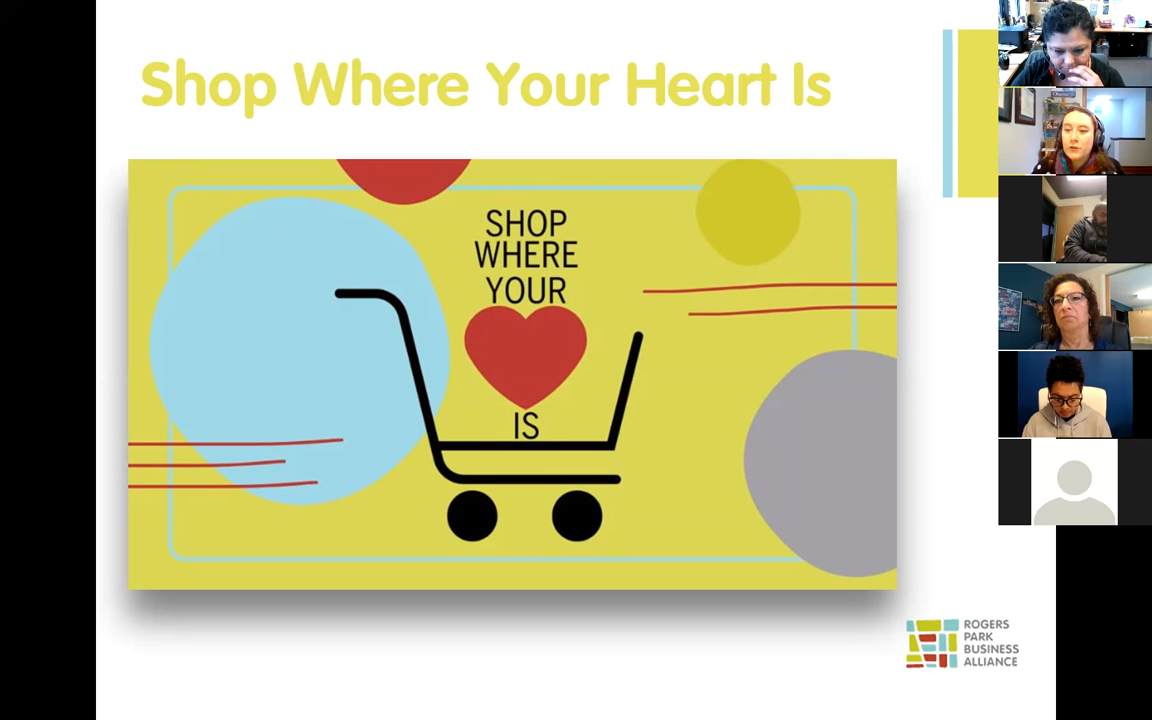 Shop Where Your Heart Is
SHOP
WHERE
YOUR
IS
ROGERS
PARK
BUSINESS
ALLIANCE